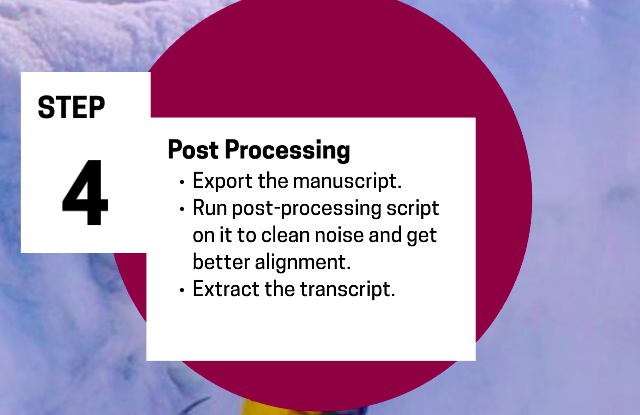 STEP
4
Post Processing
• Export the manuscript.
• Run post-processing script
on it to clean noise and get
better alignment.
• Extract the transcript.